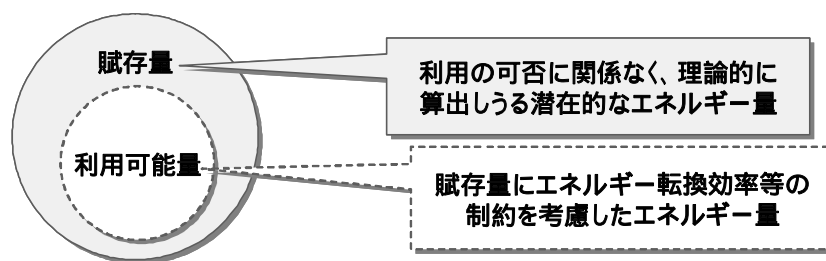 賦存量
利用の可否に関係なく、理論的に
算出しうる潜在的なエネルギー量
利用可能量
賦存量にエネルギー転換効率等の
制約を考慮したエネルギー量